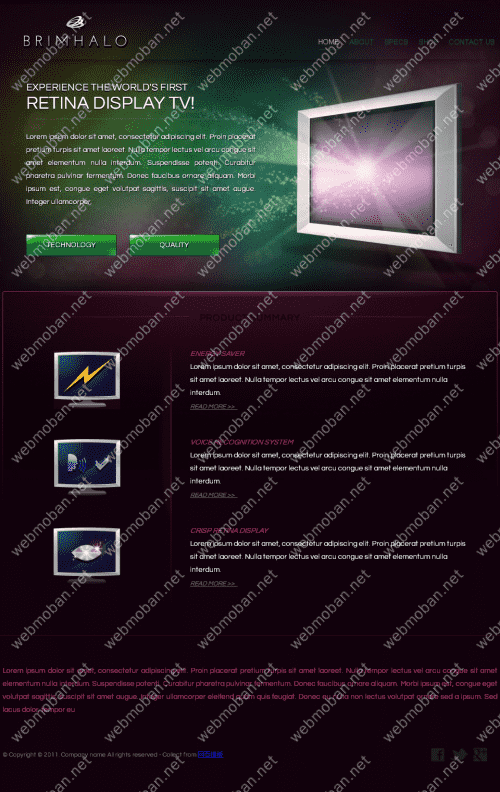 BRIMHALO
HOME ABOUT SPECS CONTACT US
EXPERIENCE THE WORLD'S FIRST
RETINA DISPLAY TV!
Lorem ipsum dolor sit amet, consectetur adipiscing elit. Proin placerat
pretium turpis sit amet laoreet. Nulla tempor lectus vel arcu congue sit
amet elementum nulla interdum. Suspendisse potenti. Curabitur
pharetra pulvinar fermentum. Donec faucibus ornare aliquam. Morbi
ipsum est, congue eget volutpat sagittis, suscipit sit amet augue.
Integer ullamcorper
TECHNOLOGY QUALITY
PRODUCT SUMMARY
ENERGY SAVER
Lorem ipsum dolor sit amet, consectetur adipiscing elit. Proin placerat pretium turpis
sit amet laoreet. Nulla tempor lectus vel arcu congue sit amet elementum nulla
interdum.
READ MORE >>
VOICE RECOGNITION SYSTEM
Lorem ipsum dolor sit amet, consectetur adipiscing elit. Proin placerat pretium turpis
sit amet laoreet. Nulla tempor lectus vel arcu congue sit amet elementum nulla
interdum.
READ MORE >>
CRISP RETINA DISPLAY
Lorem ipsum dolor sit amet, consectetur adipiscing elit. Proin placerat pretium turpis
sit amet laoreet. Nulla tempor lectus vel arcu congue sit amet elementum nulla
interdum.
READ MORE >>
Lorem ipsum dolor sit amet, consectetur adipiscing elit. Proin placerat pretium turpis sit amet laoreet. Nulla tempor lectus vel arcu congue sit amet
elementum nulla interdum. Suspendisse potenti. Curabitur pharetra pulvinar fermentum. Donec faucibus ornare aliquam. Morbi ipsum est, congue eget
volutpat sagittis, suscipit sit amet augue. Integer ullamcorper eleifend quis feugiat. Donec non lectus volutpat sed a ipsum. Sed
lacus dolor, tempor eu
© Copyright © 2011. Company name All rights reserved - Collect from
webmoban.net